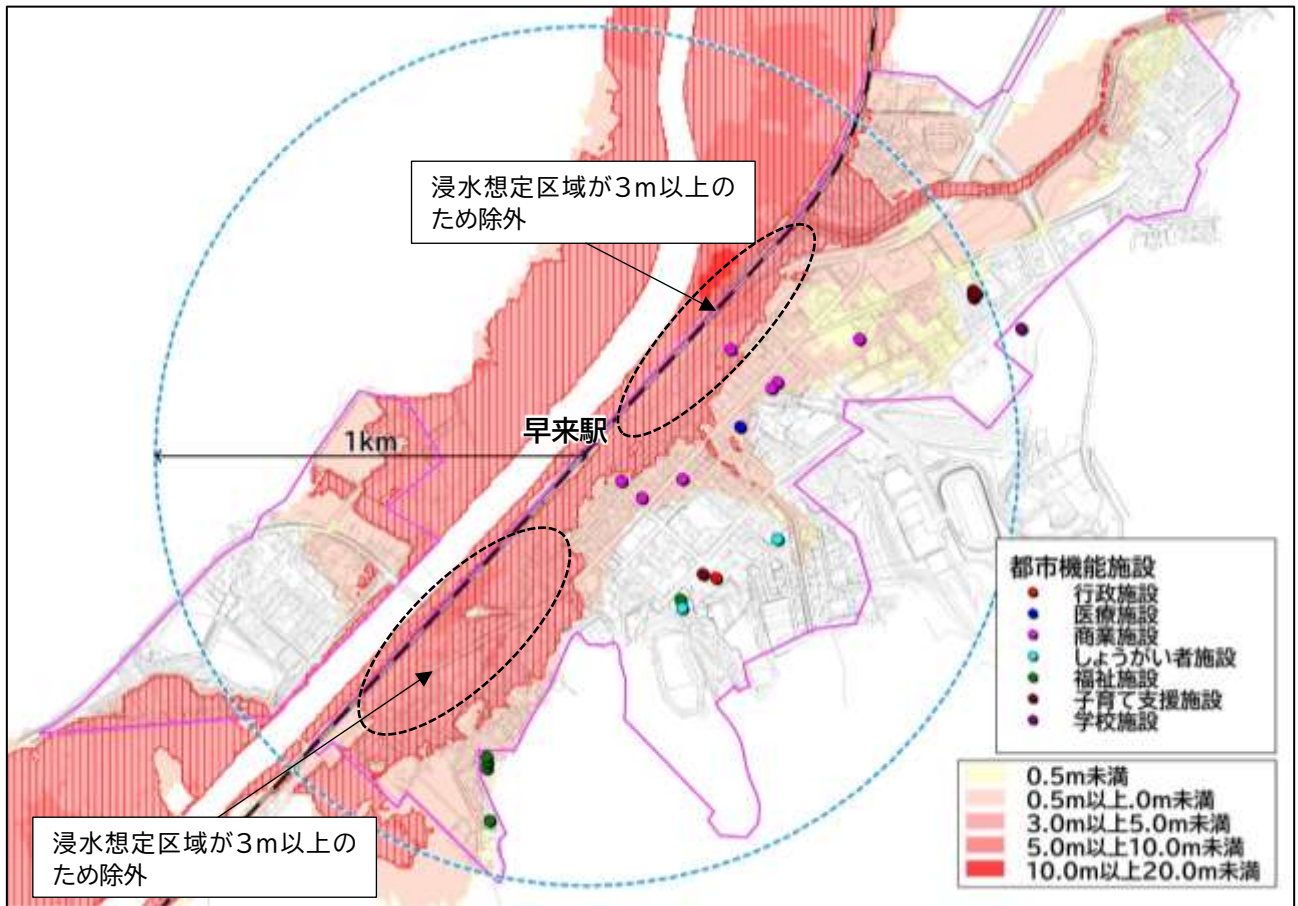 浸水想定区域が3m以上の
ため除外
早来駅
1km
都市機能施設
行政施設
医療施設
商業施設
しょうがい者施設
福祉施設
子育て支援施設
学校施設
0.5m未満
0.5m以上.0m未満
3.0m以上5.0m未満
5.0m以上10.0m未満
10.0m以上20.0m未満
浸水想定区域が3m以上の
ため除外